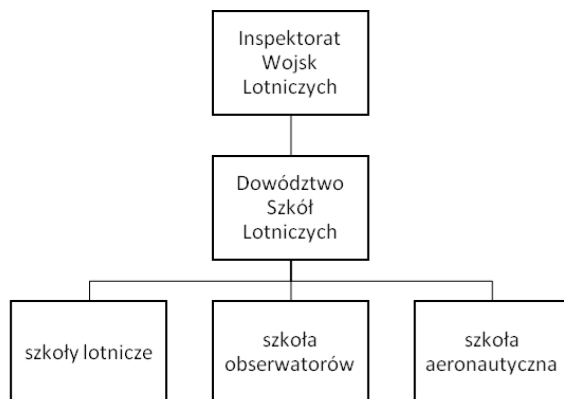 Inspektorat
Wojsk
Lotniczych
Dowództwo
Szkół
Lotniczych
szkoły lotnicze
szkoła
obserwatorów
szkoła
aeronautyczna